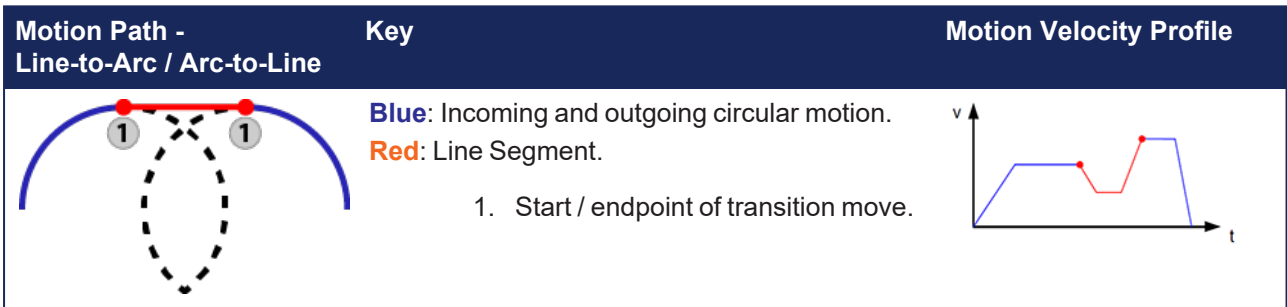 Motion Path -
Line-to-Arc / Arc-to-Line
Key
Motion Velocity Profile
1
1
Blue: Incoming and outgoing circular motion.
Red: Line Segment.
1. Start / endpoint of transition move.
v
t